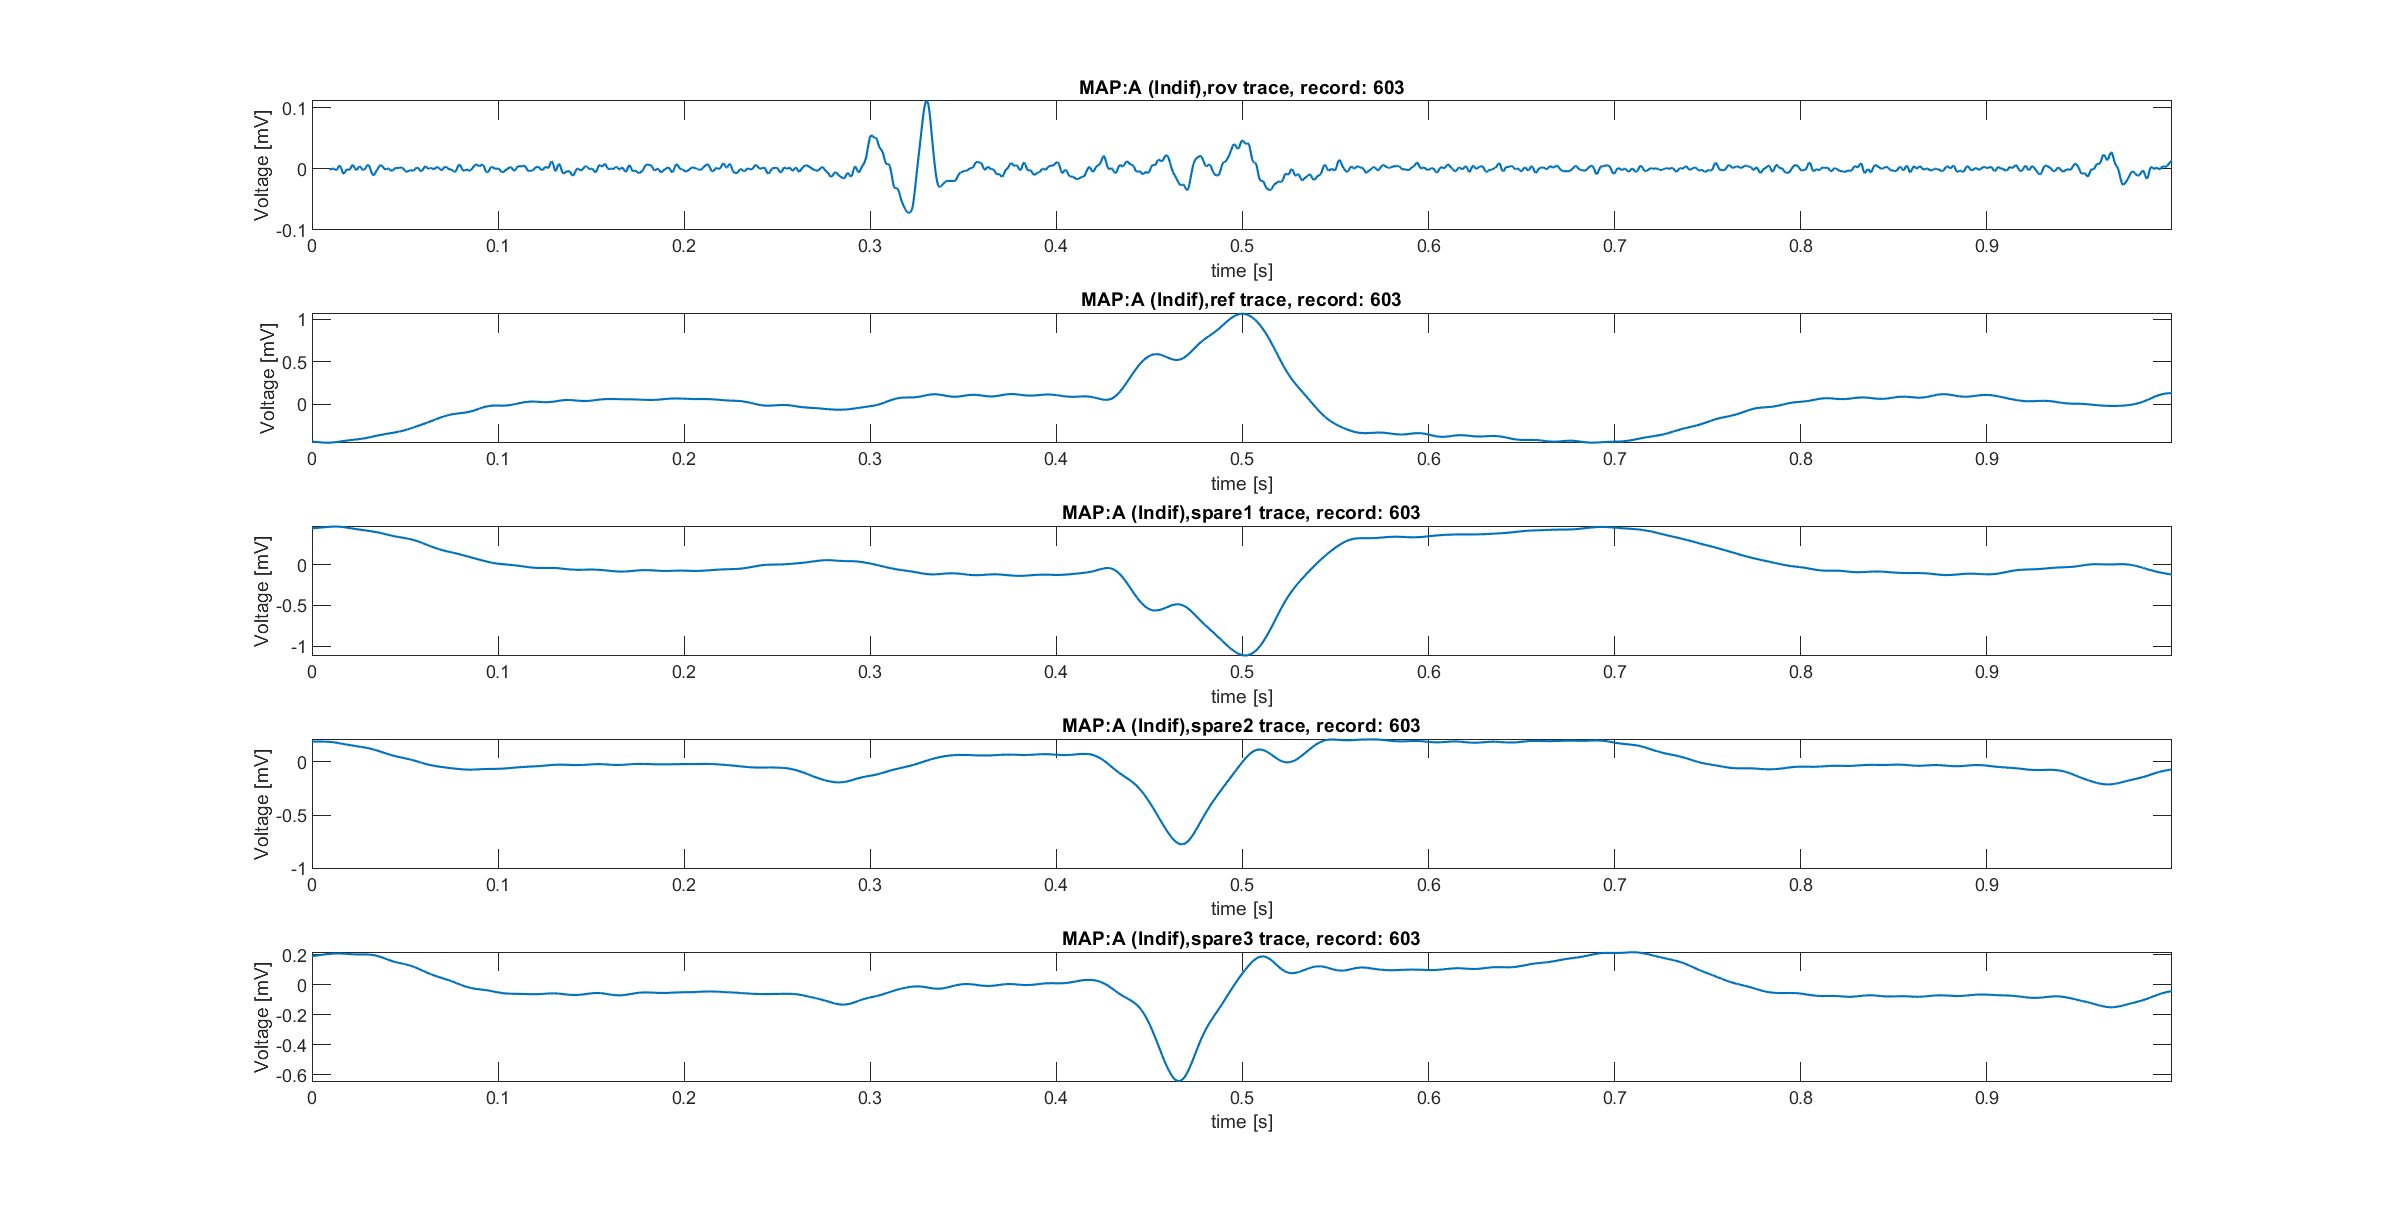 MAP:A (Indif),rov trace, record: 603
Voltage [mV]
0.1
0
-0.1
0 0.1 0.2 0.3 0.4 0.5 0.6 0.7 0.8 0.9
time [s]
MAP:A (Indif),ref trace, record: 603
Voltage [mV]
1
0.5
0
0 0.1 0.2 0.3 0.4 0.5 0.6 0.7 0.8 0.9
time [s]
MAP:A (Indif),spare1 trace, record: 603
Voltage [mV]
0
-0.5
-1
0 0.1 0.2 0.3 0.4 0.5 0.6 0.7 0.8 0.9
time [s]
MAP:A (Indif),spare2 trace, record: 603
Voltage [mV]
0
-0.5
-1
0 0.1 0.2 0.3 0.4 0.5 0.6 0.7 0.8 0.9
time [s]
MAP:A (Indif),spare3 trace, record: 603
Voltage [mV]
0.2
0
-0.2
-0.4
-0.6
0 0.1 0.2 0.3 0.4 0.5 0.6 0.7 0.8 0.9
time [s]